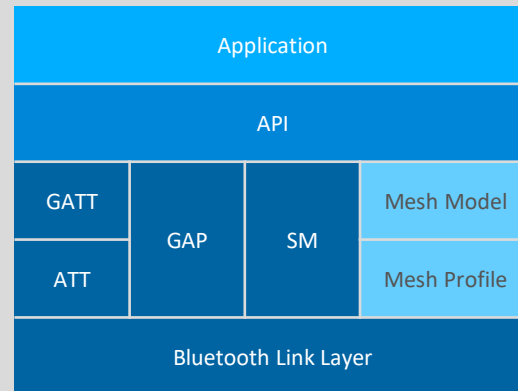 Application
API
GATT
GAP
SM
Mesh Model
ATT
Mesh Profile
Bluetooth Link Layer